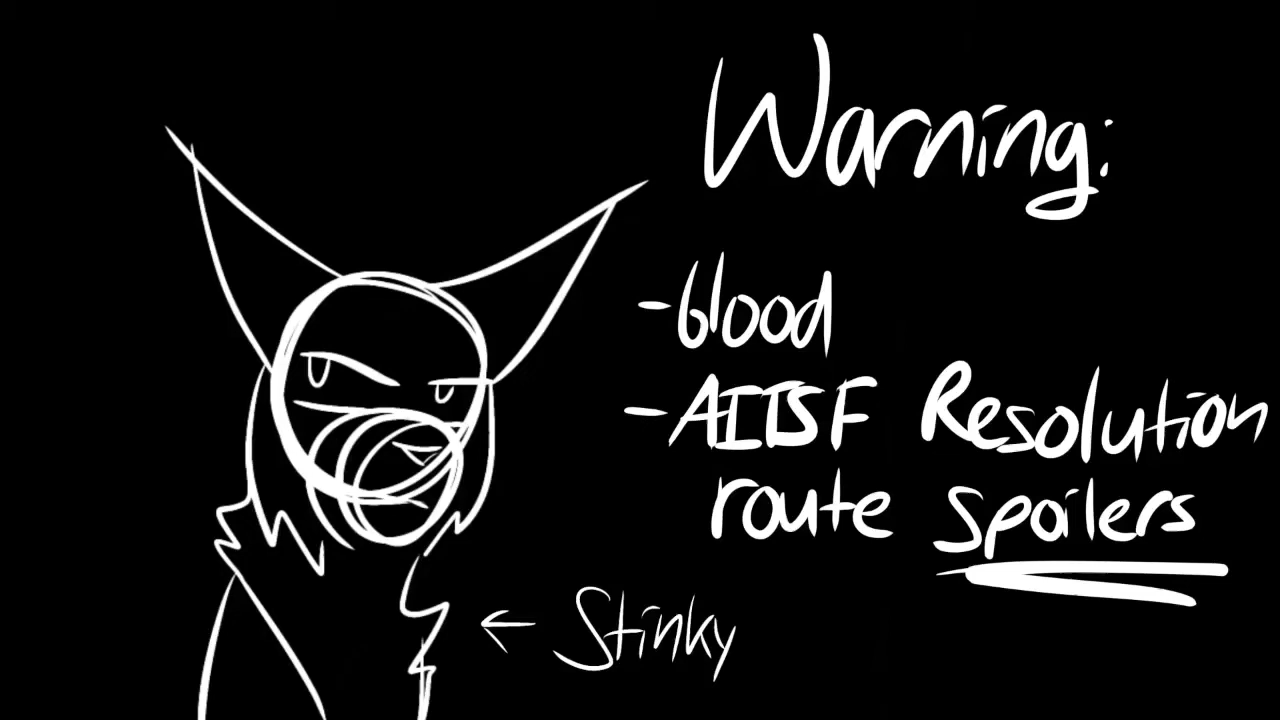 Warning:
-blood
-AITSF Resolution
route spoilers
← Stinky